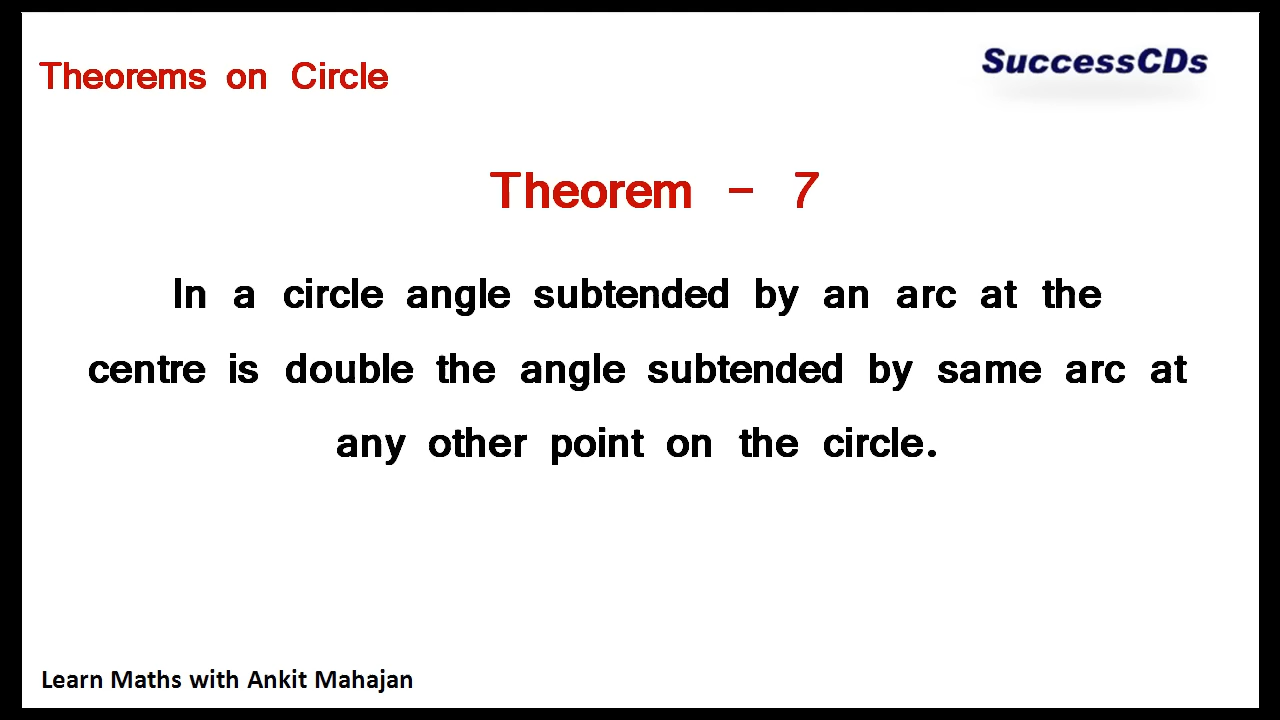 Theorems on Circle
SuccessCDs
Theorem - 7
In a circle angle subtended by an arc at the
centre is double the angle subtended by same arc at
any other point on the circle.
Learn Maths with Ankit Mahajan